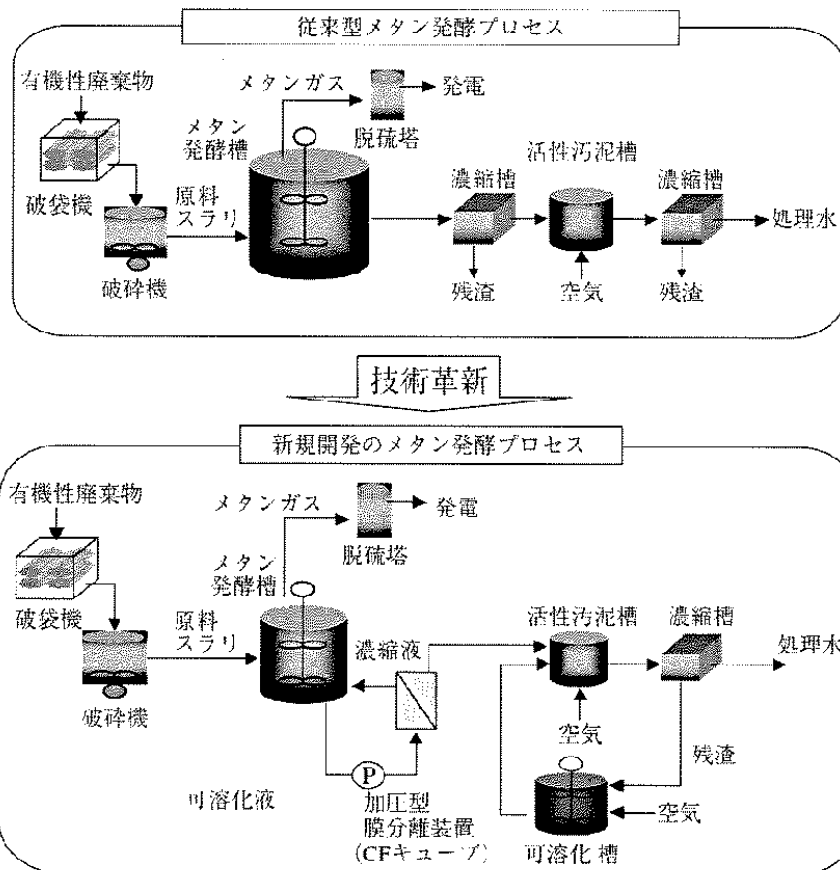 従来型メタン発酵プロセス
有機性廃棄物
メタンガス
発電
脱硫塔
メタン
発酵槽
活性汚泥槽
濃縮槽
濃縮槽
破袋機
原料
スラリ
処理水
破砕機
残渣
空気
残渣
技術革新
新規開発のメタン発酵プロセス
有機性廃棄物
メタンガス
発電
脱硫塔
メタン
発酵槽
破袋機
原料
スラリ
活性汚泥槽
濃縮槽
濃縮液
処理水
破砕機
空気
残渣
P
可溶化液
加圧型
膜分離装置
(CFキューブ)
空気
可溶化 槽